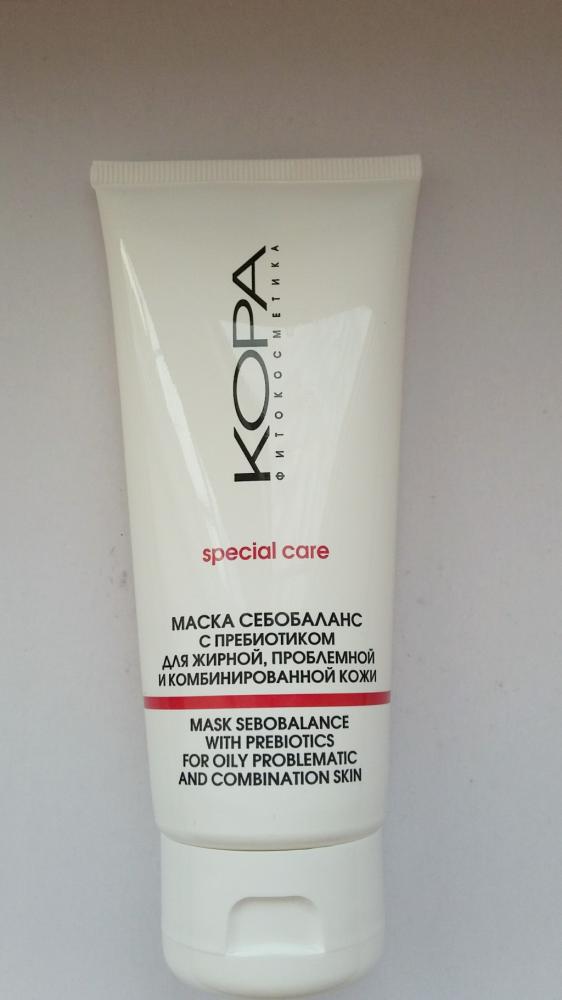 КОРА
ФИТОКОСМЕТИКА
special care
МАСКА СЕБОБАЛАНС
С ПРЕБИОТИКОМ
ДЛЯ ЖИРНОЙ, ПРОБЛЕМНОЙ
И КОМБИНИРОВАННОЙ КОЖИ
MASK SEBOBALANCE
WITH PREBIOTICS
FOR OILY PROBLEMATIC
AND COMBINATION SKIN